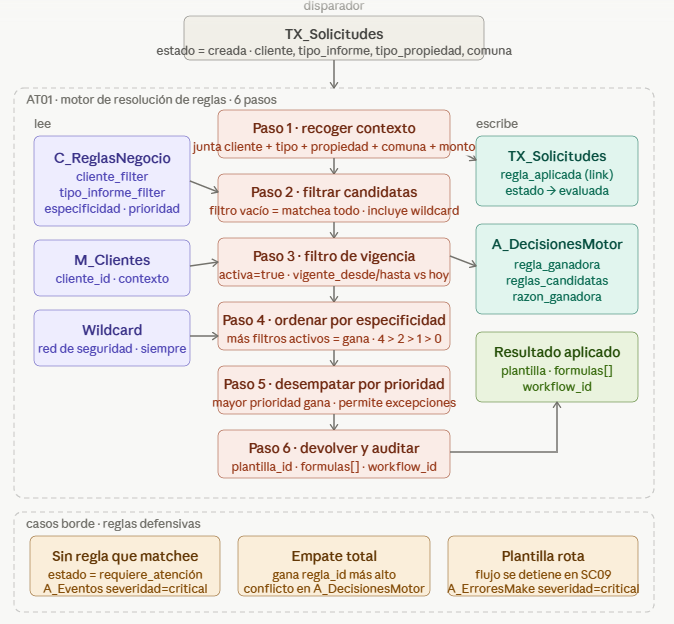 disparador
TX_Solicitudes
estado = creada · cliente, tipo_informe, tipo_propiedad, comuna
AT01 · motor de resolución de reglas · 6 pasos
lee
escribe
Paso 1 · recoger contexto
junta cliente + tipo + propiedad + comuna + monto
C_ReglasNegocio
cliente_filter
tipo_informe_filter
especificidad · prioridad
TX_Solicitudes
regla_aplicada (link)
estado → evaluada
Paso 2 · filtrar candidatas
filtro vacío = matchea todo · incluye wildcard
M_Clientes
cliente_id · contexto
Paso 3 · filtro de vigencia
activa=true · vigente_desde/hasta vs hoy
A_DecisionesMotor
regla_ganadora
reglas_candidatas
razon_ganadora
Wildcard
red de seguridad · siempre
Paso 4 · ordenar por especificidad
más filtros activos = gana · 4 > 2 > 1 > 0
Resultado aplicado
plantilla · formulas[]
workflow_id
Paso 5 · desempatar por prioridad
mayor prioridad gana · permite excepciones
Paso 6 · devolver y auditar
plantilla_id · formulas[] · workflow_id
casos borde · reglas defensivas
Sin regla que matchee
estado = requiere_atención
A_Eventos severidad=critical
Empate total
gana regla_id más alto
conflicto en A_DecisionesMotor
Plantilla rota
flujo se detiene en SC09
A_ErroresMake severidad=critical